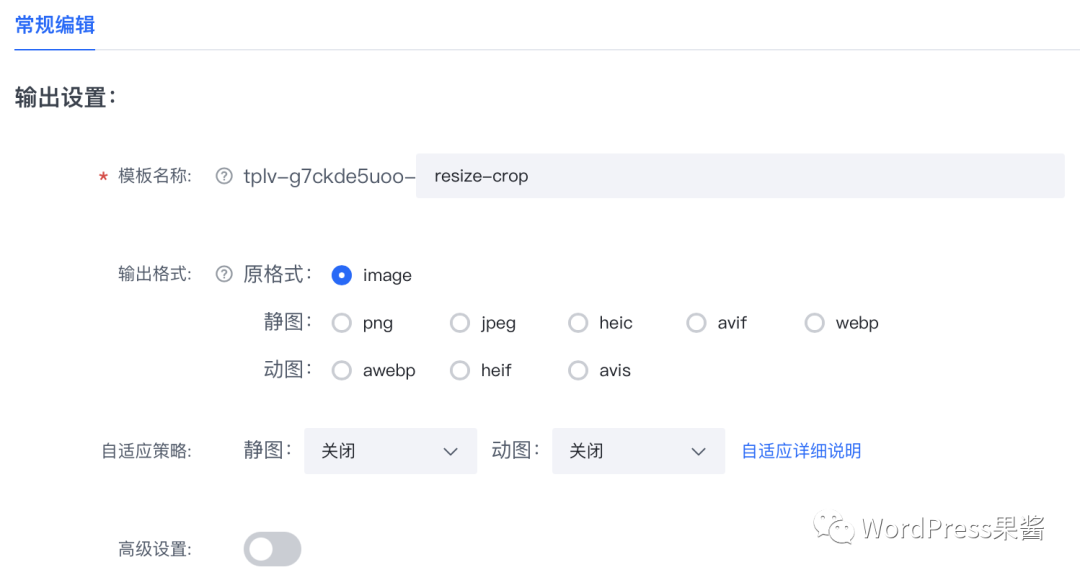 常规编辑
输出设置：
* 模板名称: ? tplv-g7ckde5uoo- resize-crop
输出格式: ? 原格式： image
静图： png jpeg heic avif webp
动图： awebp heif avis
自适应策略: 静图： 关闭 动图： 关闭 自适应详细说明
高级设置:
WordPress果酱